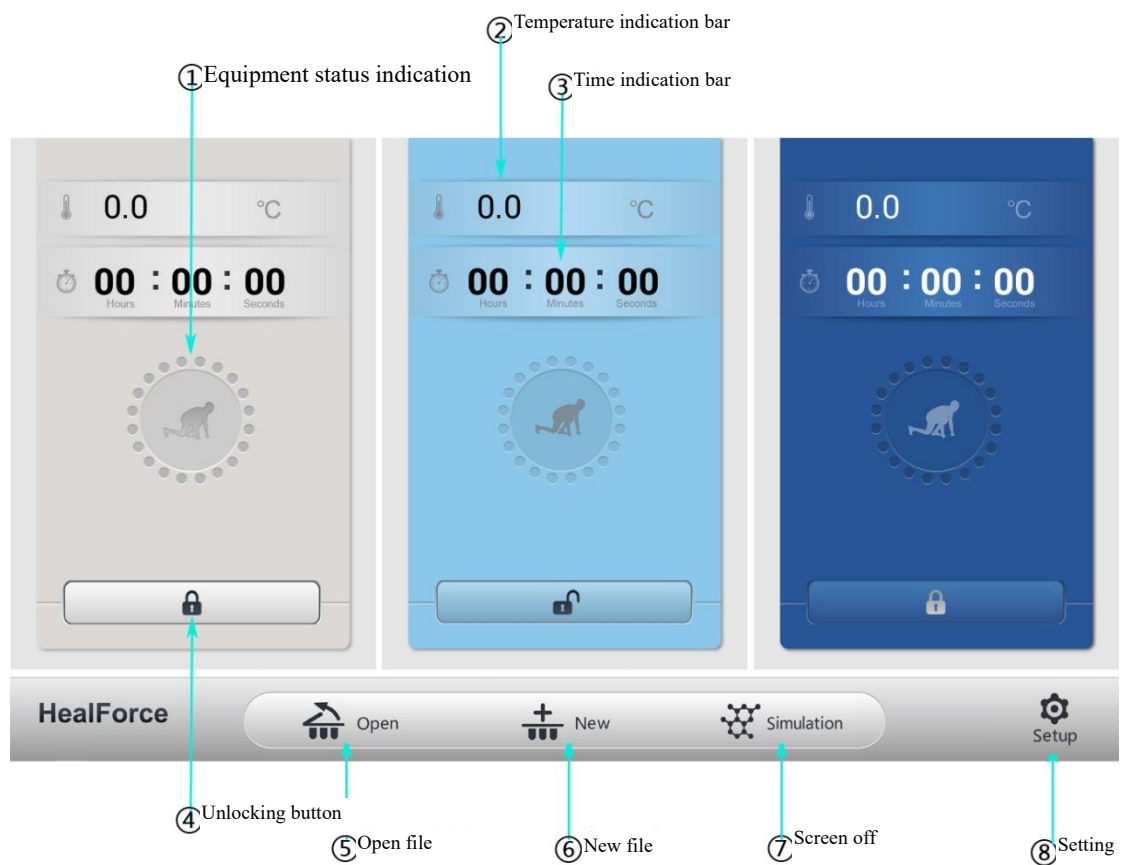 ②Temperature indication bar
①Equipment status indication
③Time indication bar
0.0 °C
0.0 °C
0.0 °C
00 : 00 : 00
Hours Minutes Seconds
00 : 00 : 00
Hours Minutes Seconds
00 : 00 : 00
Hours Minutes Seconds
HealForce
Open
New
Simulation
Setup
④Unlocking button
⑤Open file
⑥New file
⑦Screen off
⑧Setting